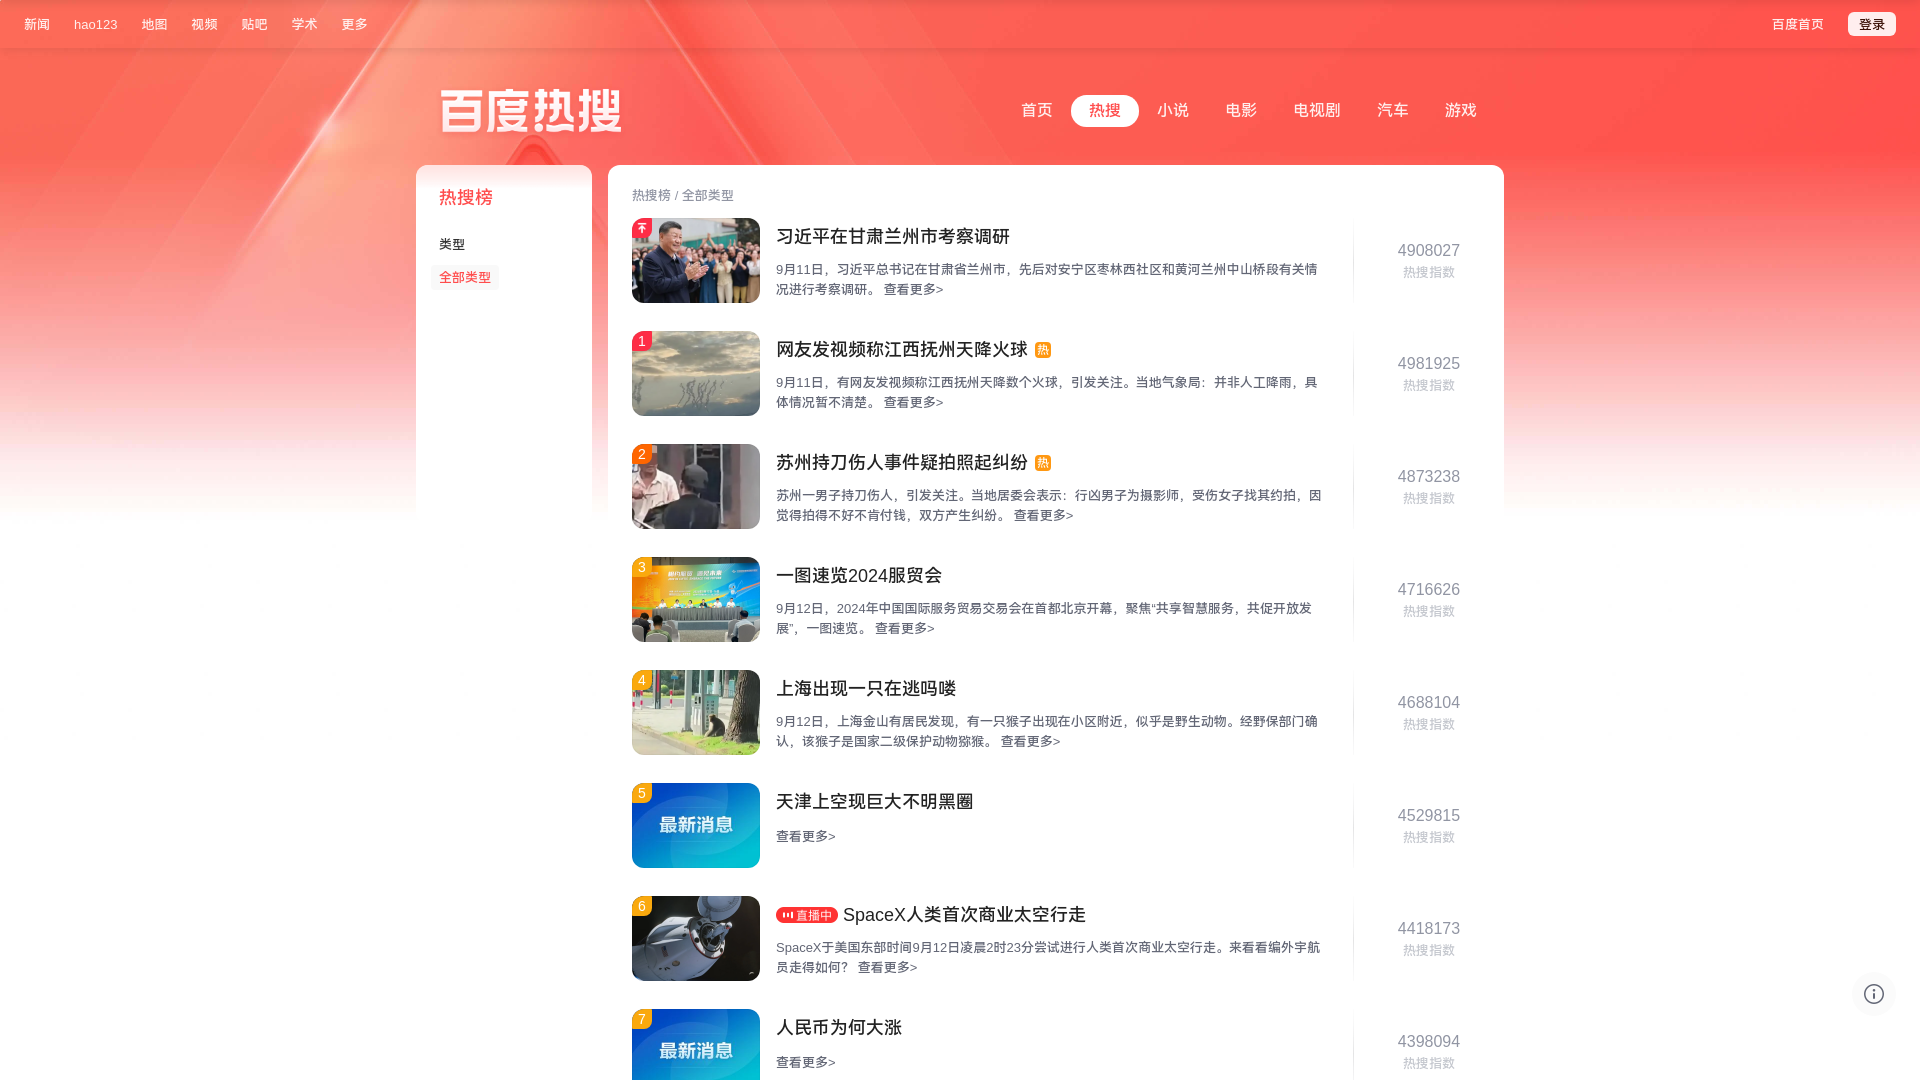 新闻
hao123
地图
视频
贴吧
学术
更多
百度首页
登录
百度热搜
首页
热搜
小说
电影
电视剧
汽车
游戏
热搜榜
类型
全部类型
热搜榜 / 全部类型
习近平在甘肃兰州市考察调研
9月11日，习近平总书记在甘肃省兰州市，先后对安宁区枣林西社区和黄河兰州中山桥段有关情
况进行考察调研。 查看更多>
4908027
热搜指数
1
网友发视频称江西抚州天降火球 热
9月11日，有网友发视频称江西抚州天降数个火球，引发关注。当地气象局：并非人工降雨，具
体情况暂不清楚。 查看更多>
4981925
热搜指数
2
苏州持刀伤人事件疑拍照起纠纷 热
苏州一男子持刀伤人，引发关注。当地居委会表示：行凶男子为摄影师，受伤女子找其约拍，因
觉得拍得不好不肯付钱，双方产生纠纷。 查看更多>
4873238
热搜指数
3
一图速览2024服贸会
9月12日，2024年中国国际服务贸易交易会在首都北京开幕，聚焦“共享智慧服务，共促开放发
展”，一图速览。 查看更多>
4716626
热搜指数
4
上海出现一只在逃吗喽
9月12日，上海金山有居民发现，有一只猴子出现在小区附近，似乎是野生动物。经野保部门确
认，该猴子是国家二级保护动物猕猴。 查看更多>
4688104
热搜指数
5
最新消息
天津上空现巨大不明黑圈
查看更多>
4529815
热搜指数
6
直播中 SpaceX人类首次商业太空行走
SpaceX于美国东部时间9月12日凌晨2时23分尝试进行人类首次商业太空行走。来看看编外宇航
员走得如何？ 查看更多>
4418173
热搜指数
7
最新消息
人民币为何大涨
查看更多>
4398094
热搜指数